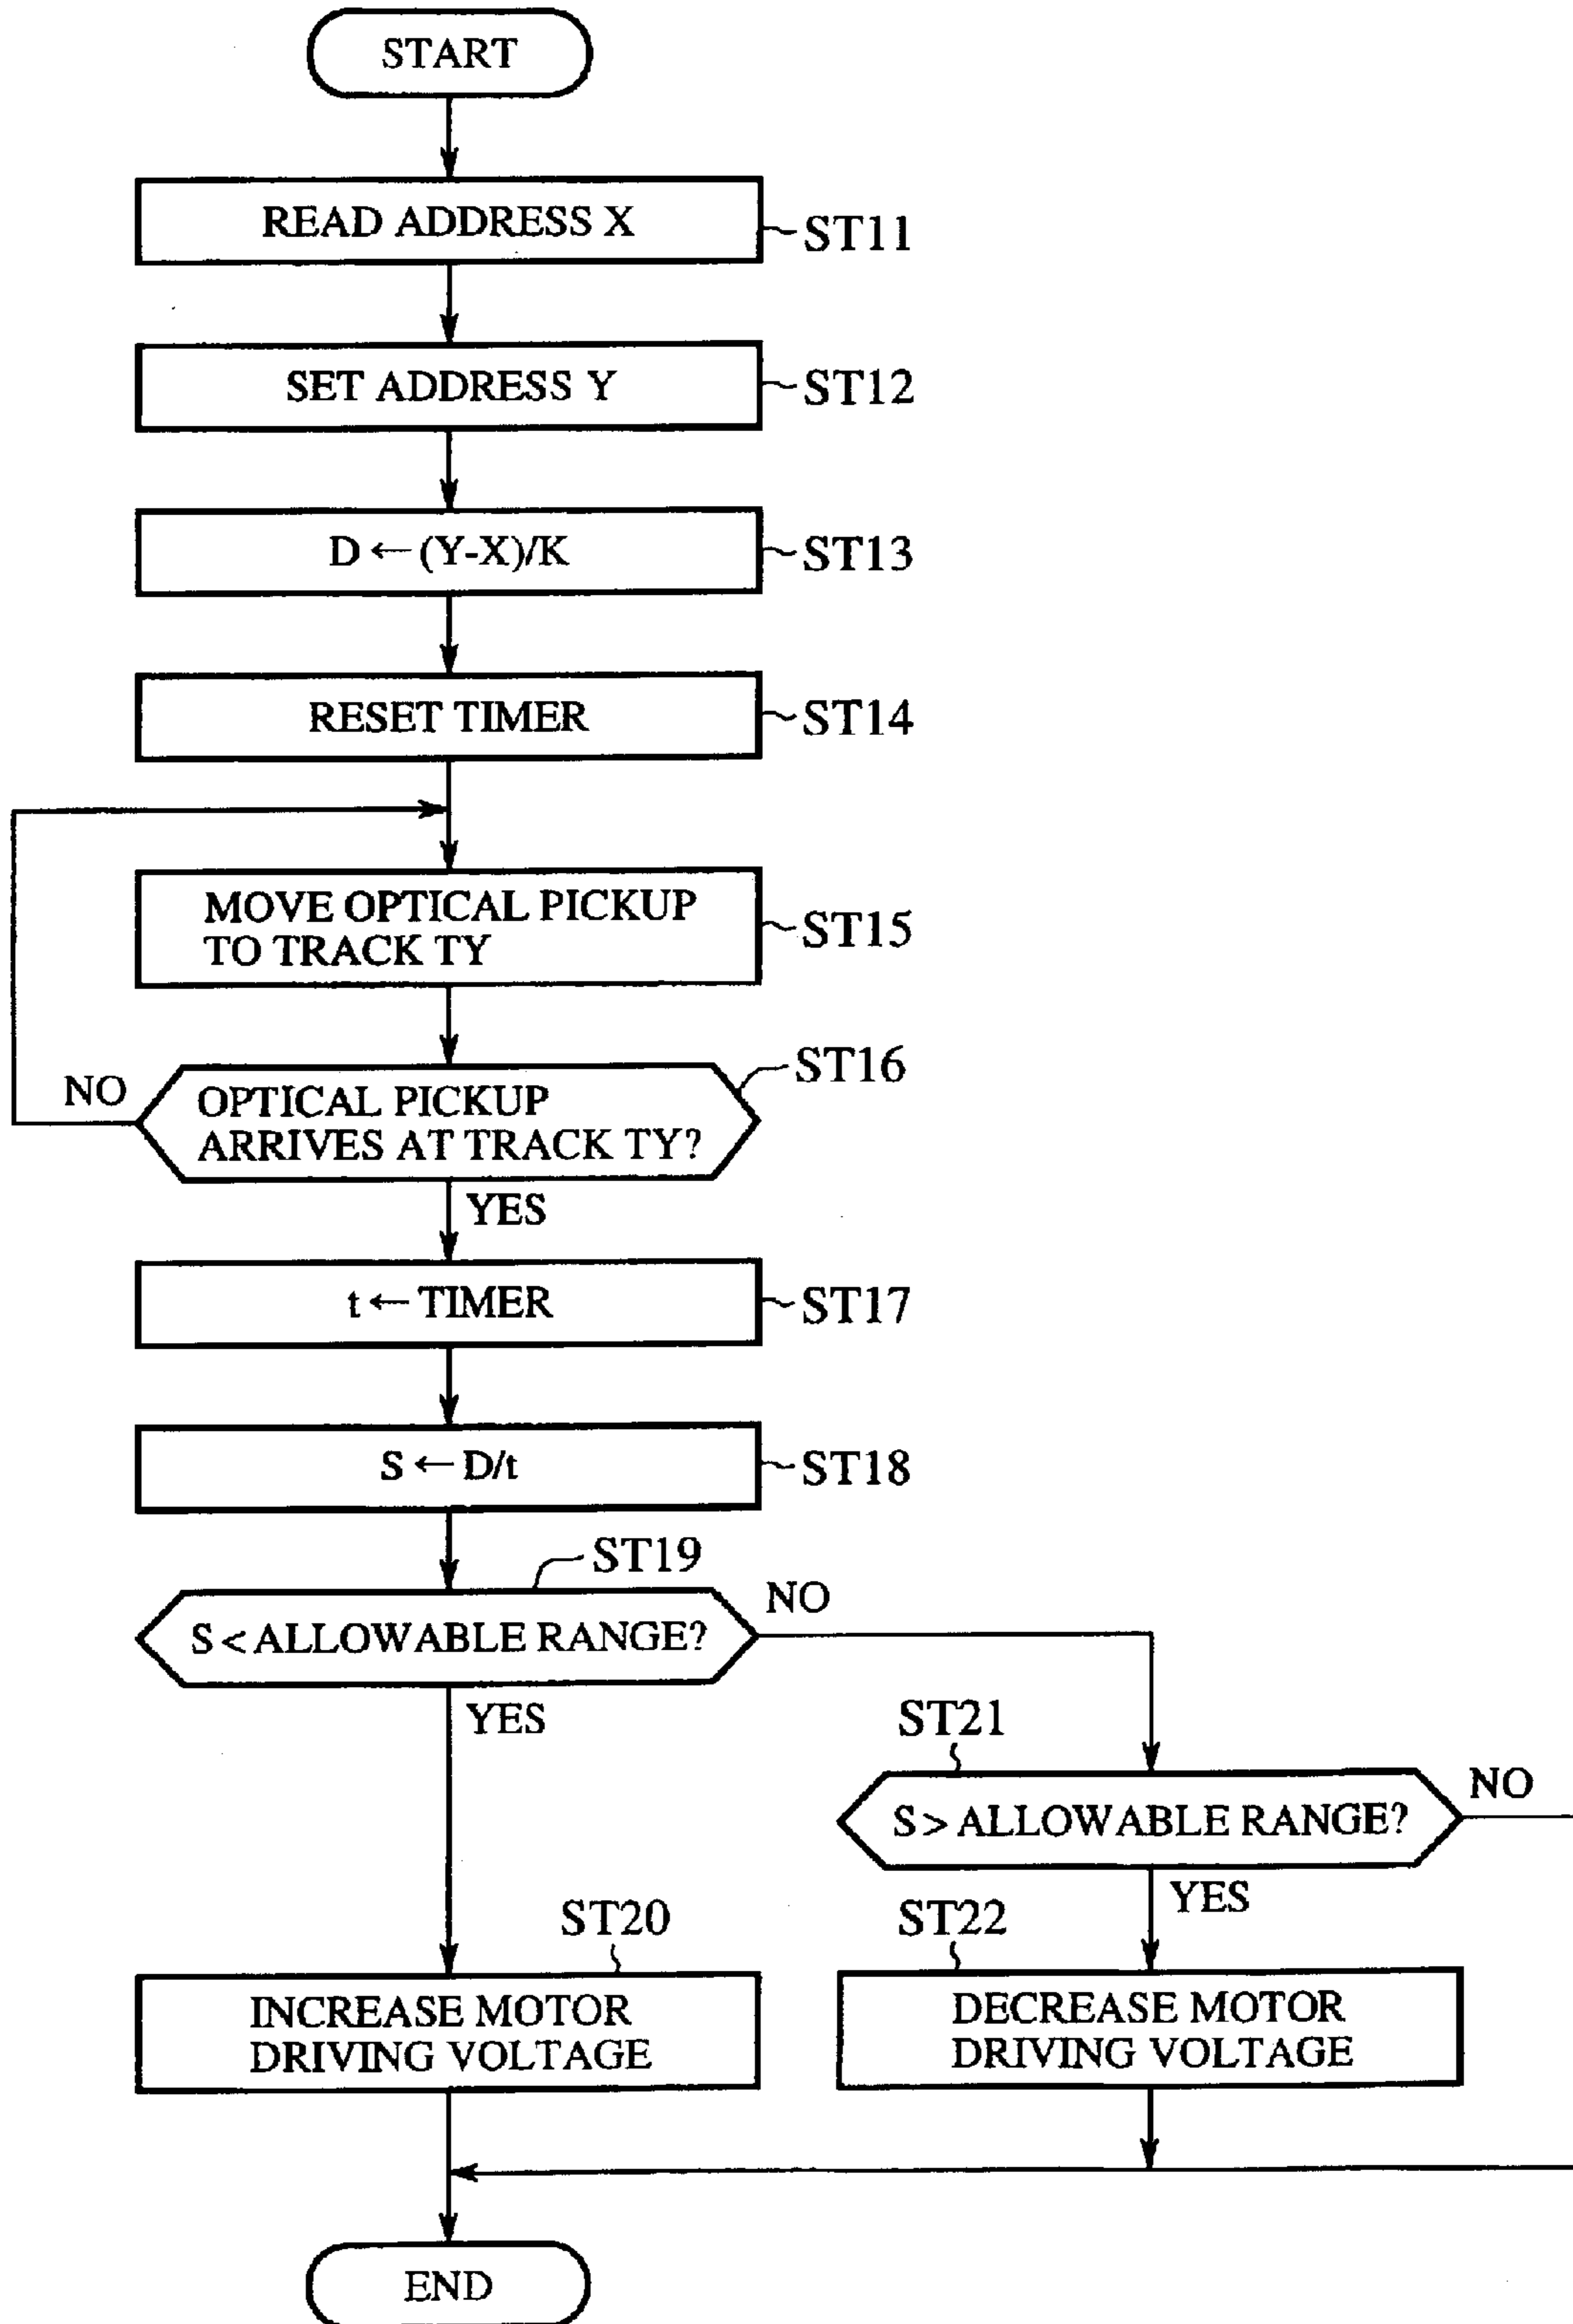 START
READ ADDRESS X
ST11
SET ADDRESS Y
ST12
D ← (Y-X)/K
ST13
RESET TIMER
ST14
MOVE OPTICAL PICKUP
TO TRACK TY
ST15
ST16
NO
OPTICAL PICKUP
ARRIVES AT TRACK TY?
YES
t ← TIMER
ST17
S ← D/t
ST18
ST19
NO
S < ALLOWABLE RANGE?
YES
ST21
NO
S > ALLOWABLE RANGE?
YES
ST20
ST22
INCREASE MOTOR
DRIVING VOLTAGE
DECREASE MOTOR
DRIVING VOLTAGE
END